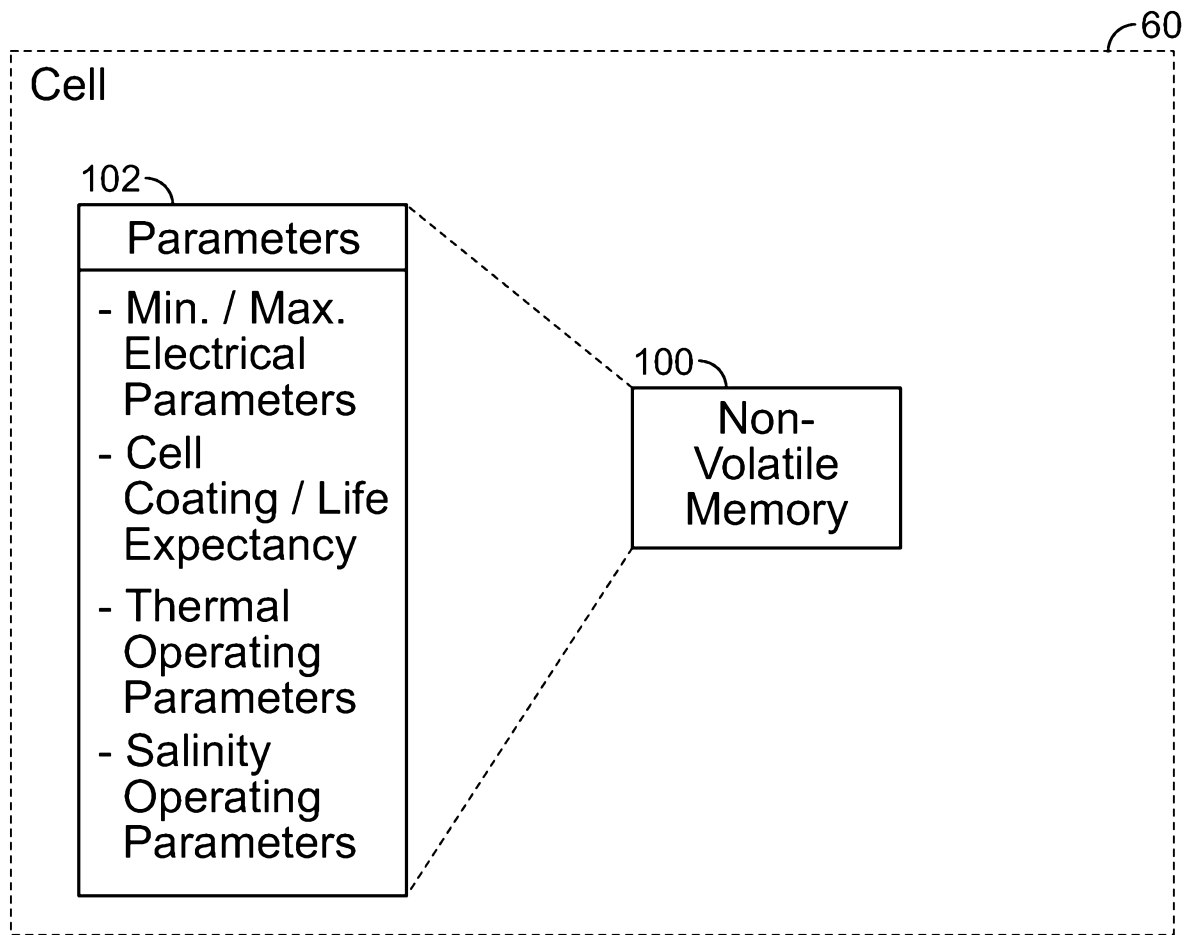 60
Cell
102
Parameters
- Min. / Max.
Electrical
Parameters
- Cell
Coating / Life
Expectancy
- Thermal
Operating
Parameters
- Salinity
Operating
Parameters
100
Non-
Volatile
Memory